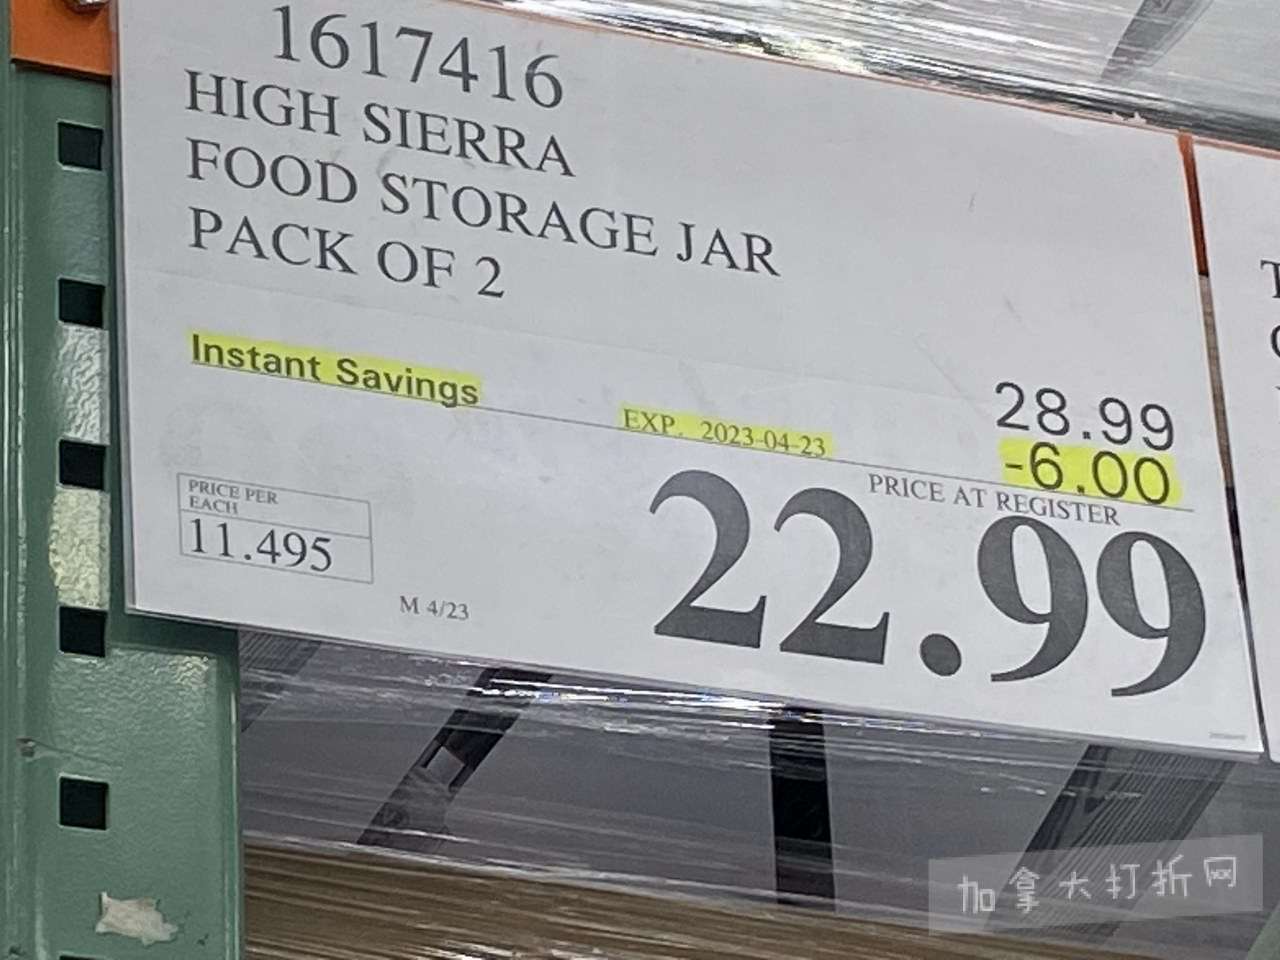 1617416
HIGH SIERRA
FOOD STORAGE JAR
PACK OF 2
Instant Savings
EXP. 2023-04-23
28.99
-6.00
PRICE AT REGISTER
22.99
PRICE PER
EACH
11.495
M 4/23
加拿大打折网